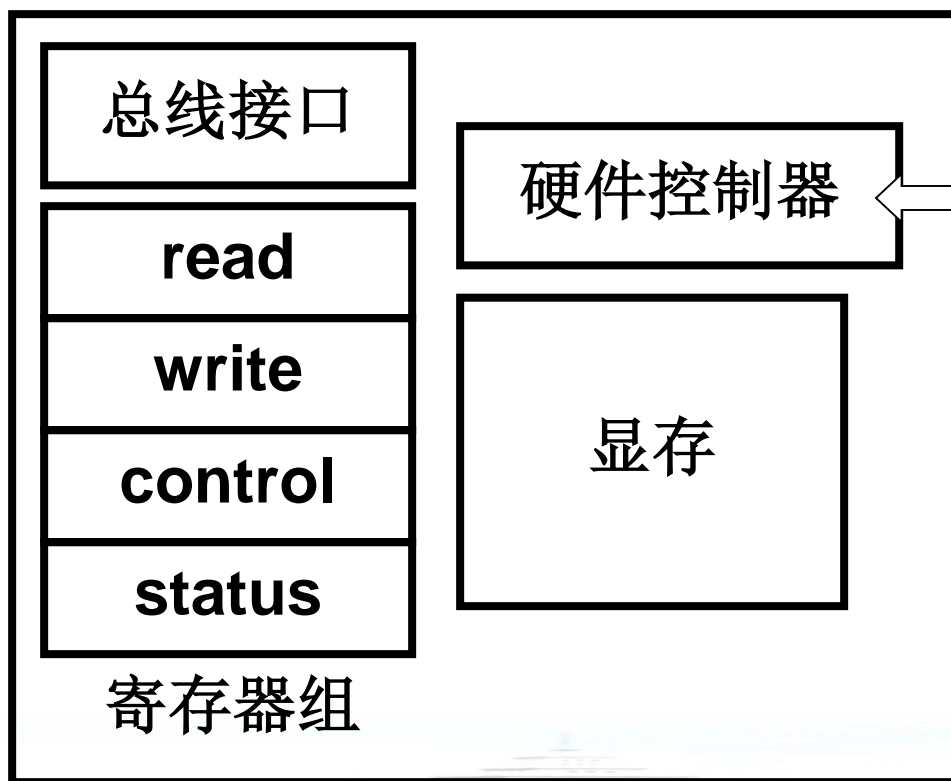 总线接口
read
write
control
status
寄存器组
硬件控制器
显存